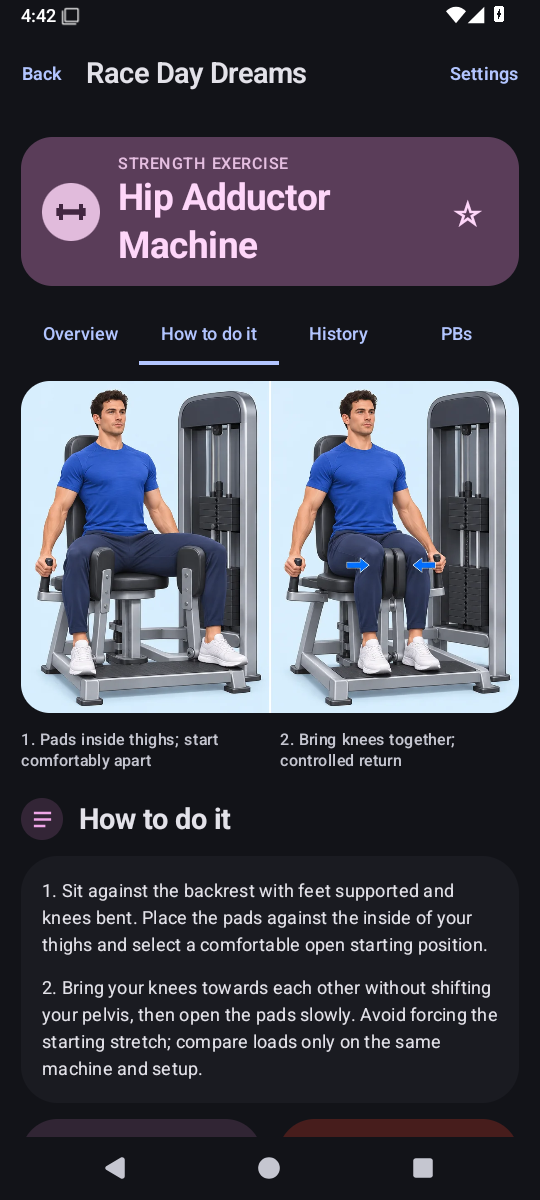 4:42
Back
Race Day Dreams
Settings
STRENGTH EXERCISE
Hip Adductor
Machine
Overview
How to do it
History
PBs
1. Pads inside thighs; start
comfortably apart
2. Bring knees together;
controlled return
How to do it
1. Sit against the backrest with feet supported and
knees bent. Place the pads against the inside of your
thighs and select a comfortable open starting position.
2. Bring your knees towards each other without shifting
your pelvis, then open the pads slowly. Avoid forcing the
starting stretch; compare loads only on the same
machine and setup.